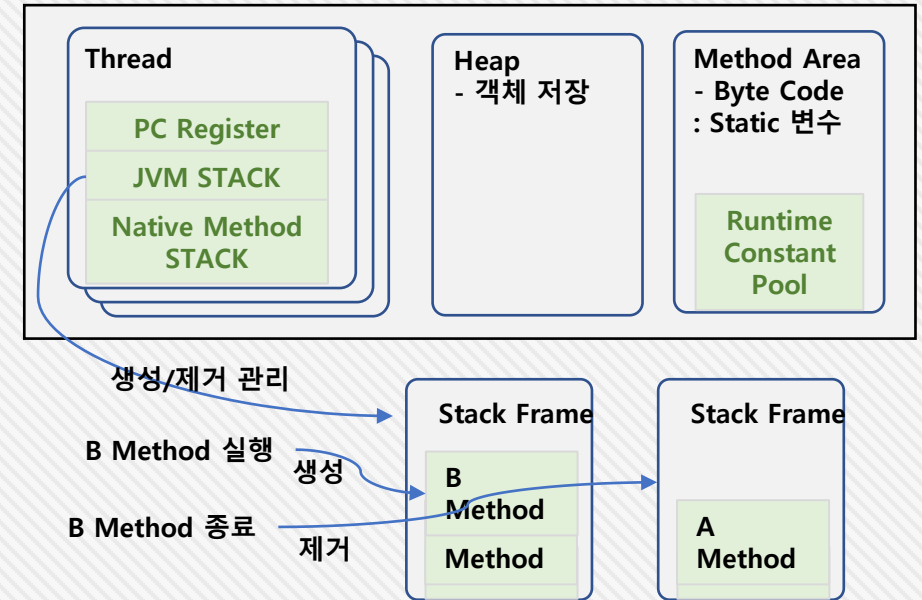 Thread
PC Register
JVM STACK
Native Method
STACK
Heap
- 객체 저장
Method Area
- Byte Code
: Static 변수
Runtime
Constant
Pool
생성/제거 관리
B Method 실행
생성
B Method 종료
제거
Stack Frame
B
Method
Method
Stack Frame
A
Method